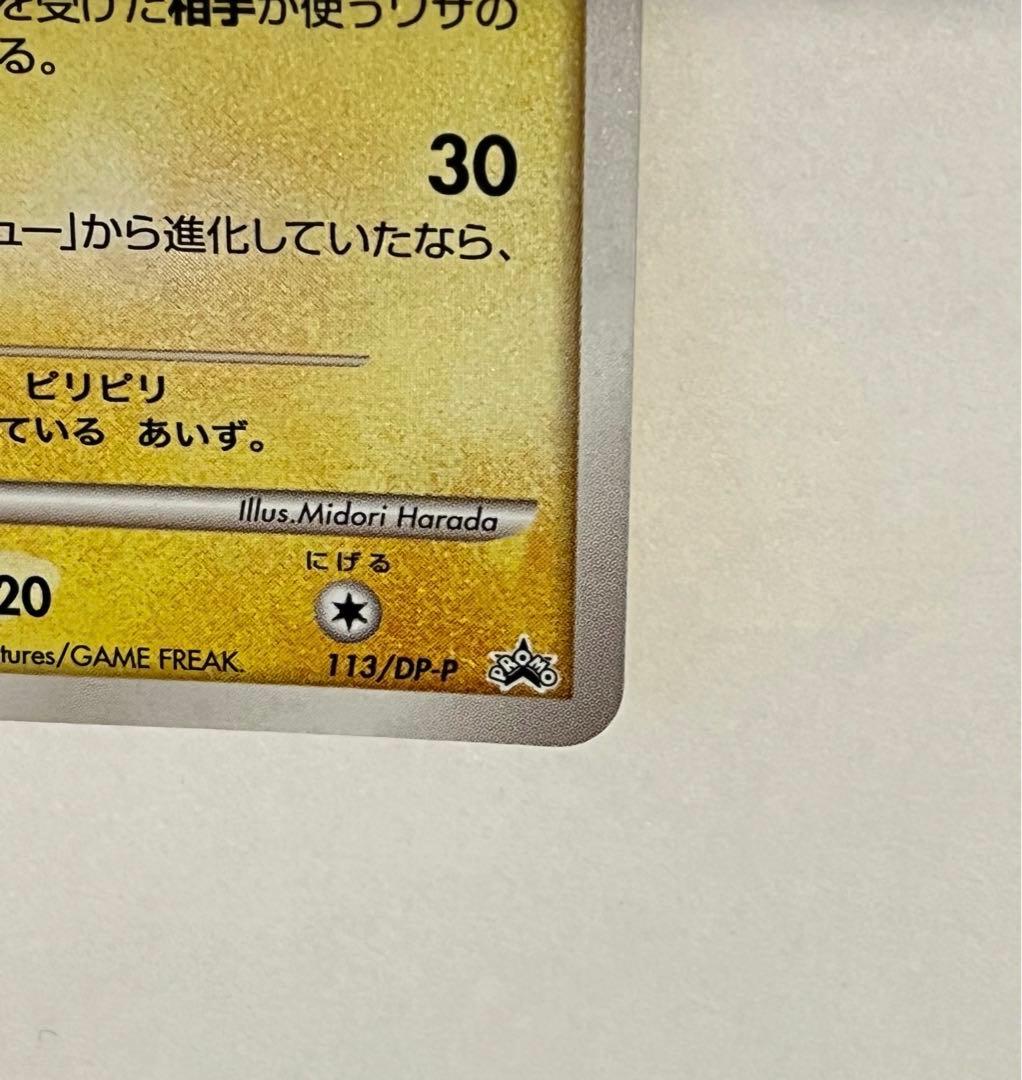 を受けた相手が使うワザの
る。
30
ュー」から進化していたなら、
ピリピリ
ている あいず。
Illus.Midori Harada
にげる
20
tures/GAME FREAK.
113/DP-P
PROMO